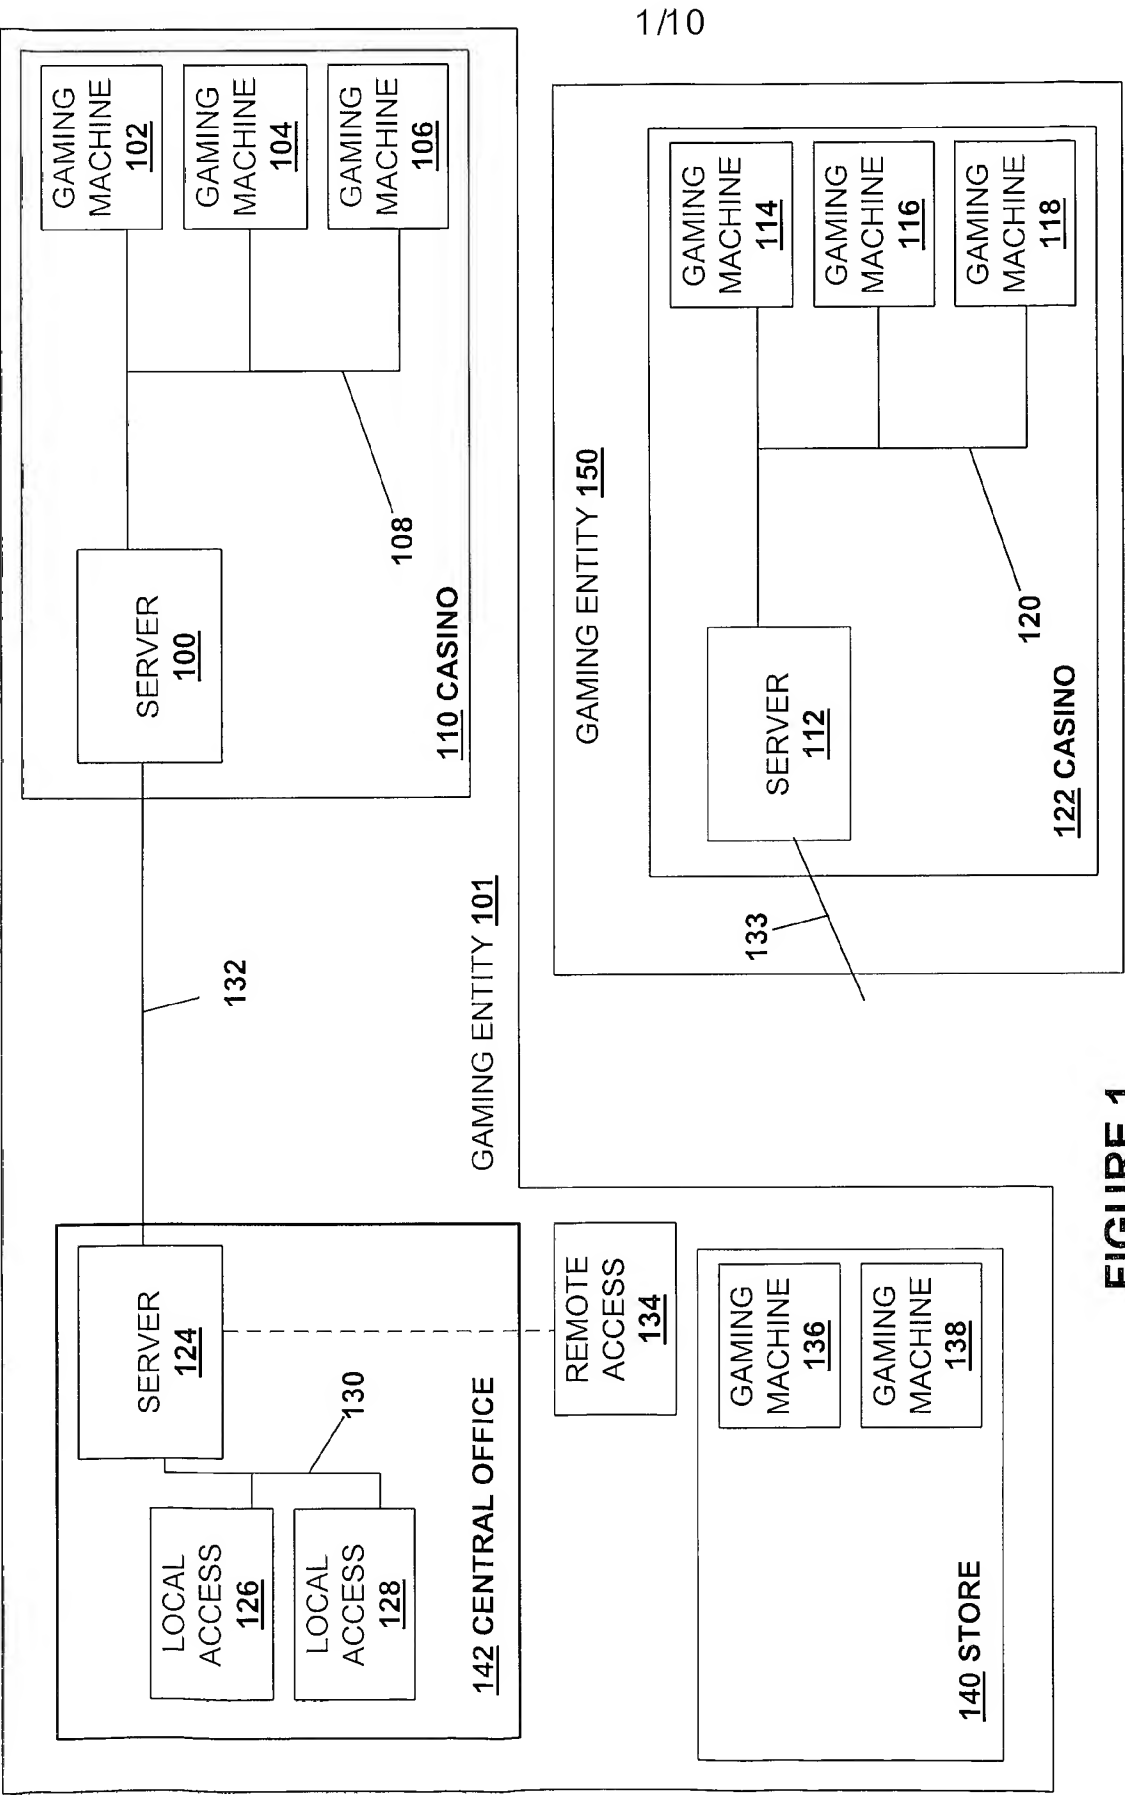 1/10
GAMING
MACHINE
102
GAMING
MACHINE
104
GAMING
MACHINE
106
SERVER
100
108
110 CASINO
132
GAMING ENTITY 101
SERVER
124
LOCAL
ACCESS
126
LOCAL
ACCESS
128
130
142 CENTRAL OFFICE
REMOTE
ACCESS
134
GAMING
MACHINE
136
GAMING
MACHINE
138
140 STORE
GAMING ENTITY 150
GAMING
MACHINE
114
GAMING
MACHINE
116
GAMING
MACHINE
118
SERVER
112
120
122 CASINO
133
FIGURE 1